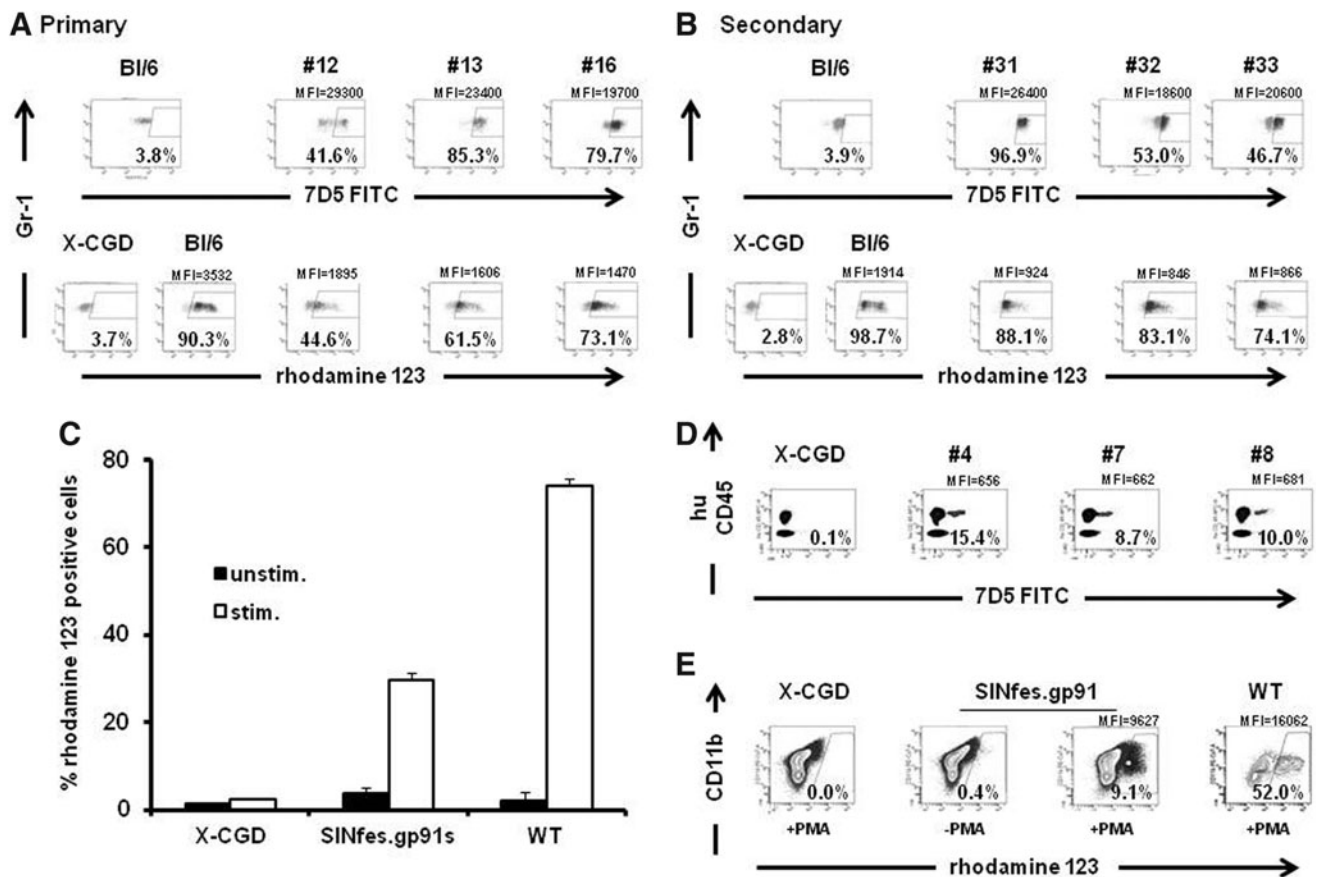 A Primary
Bl/6 #12 #13 #16
MFI=29300 MFI=23400 MFI=19700
3.8% 41.6% 85.3% 79.7%
7D5 FITC
Gr-1
X-CGD Bl/6
MFI=3532 MFI=1895 MFI=1606 MFI=1470
3.7% 90.3% 44.6% 61.5% 73.1%
rhodamine 123
B Secondary
Bl/6 #31 #32 #33
MFI=26400 MFI=18600 MFI=20600
3.9% 96.9% 53.0% 46.7%
7D5 FITC
Gr-1
X-CGD Bl/6
MFI=1914 MFI=924 MFI=846 MFI=866
2.8% 98.7% 88.1% 83.1% 74.1%
rhodamine 123
C
% rhodamine 123 positive cells
80
60
40
20
0
unstim.
stim.
X-CGD SINfes.gp91s WT
D
X-CGD #4 #7 #8
MFI=656 MFI=662 MFI=681
hu
CD45
0.1% 15.4% 8.7% 10.0%
7D5 FITC
E
X-CGD SINfes.gp91 WT
MFI=9627 MFI=16062
CD11b
0.0% 0.4% 9.1% 52.0%
+PMA -PMA +PMA +PMA
rhodamine 123